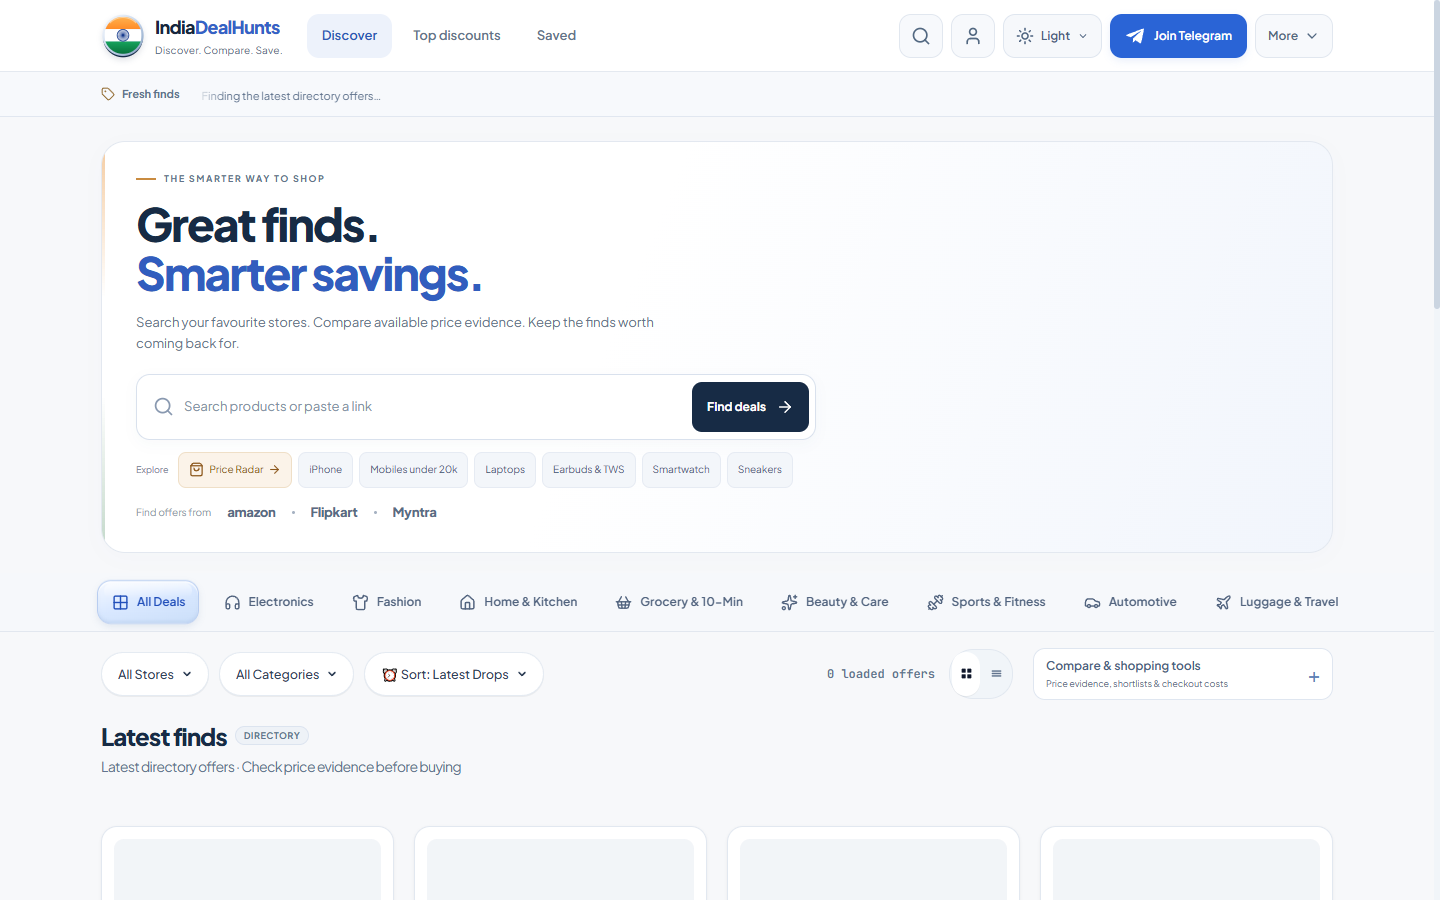 IndiaDealHunts
Discover. Compare. Save.
Discover
Top discounts
Saved
Light
Join Telegram
More
Fresh finds
Finding the latest directory offers...
THE SMARTER WAY TO SHOP
Great finds.
Smarter savings.
Search your favourite stores. Compare available price evidence. Keep the finds worth
coming back for.
Search products or paste a link
Find deals
Explore
Price Radar
iPhone
Mobiles under 20k
Laptops
Earbuds & TWS
Smartwatch
Sneakers
Find offers from
amazon
Flipkart
Myntra
All Deals
Electronics
Fashion
Home & Kitchen
Grocery & 10-Min
Beauty & Care
Sports & Fitness
Automotive
Luggage & Travel
All Stores
All Categories
Sort: Latest Drops
0 loaded offers
Compare & shopping tools
Price evidence, shortlists & checkout costs
Latest finds
DIRECTORY
Latest directory offers · Check price evidence before buying